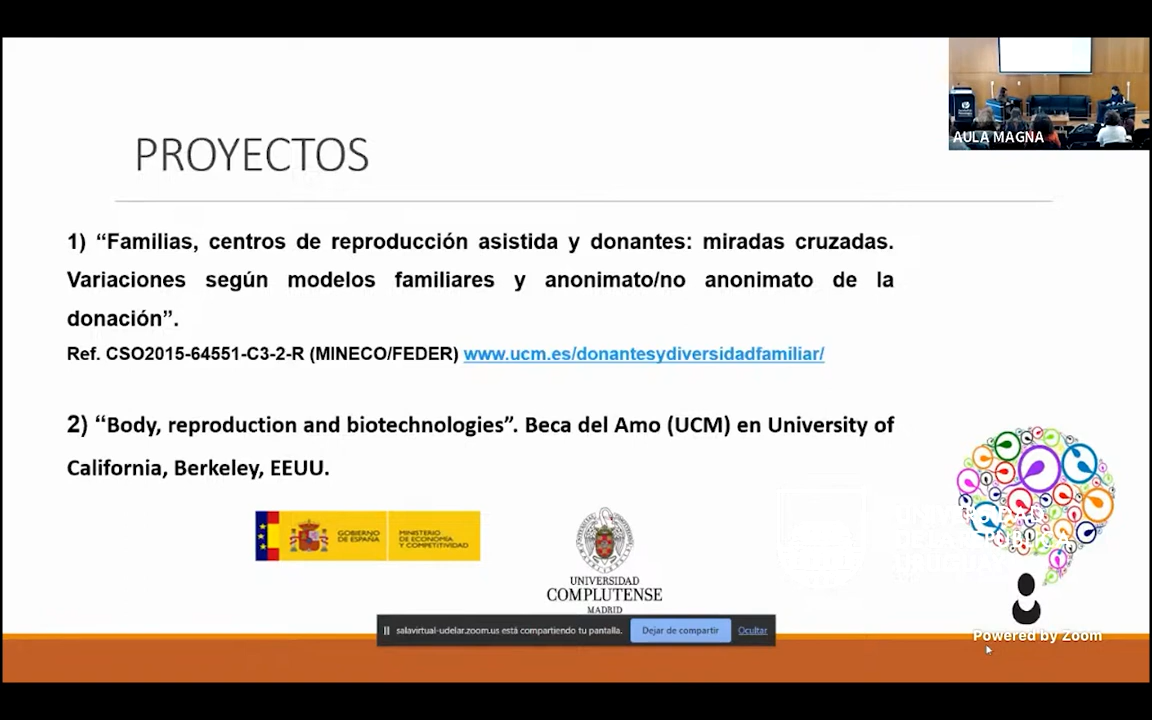 AULA MAGNA
PROYECTOS
1) “Familias, centros de reproducción asistida y donantes: miradas cruzadas.
Variaciones según modelos familiares y anonimato/no anonimato de la
donación”.
Ref. CSO2015-64551-C3-2-R (MINECO/FEDER) www.ucm.es/donantesydiversidadfamiliar/
2) “Body, reproduction and biotechnologies”. Beca del Amo (UCM) en University of
California, Berkeley, EEUU.
GOBIERNO
DE ESPAÑA
MINISTERIO
DE ECONOMÍA
Y COMPETITIVIDAD
UNIVERSIDAD
COMPLUTENSE
MADRID
salavirtual-udelar.zoom.us está compartiendo tu pantalla.
Dejar de compartir
Ocultar
Powered by Zoom